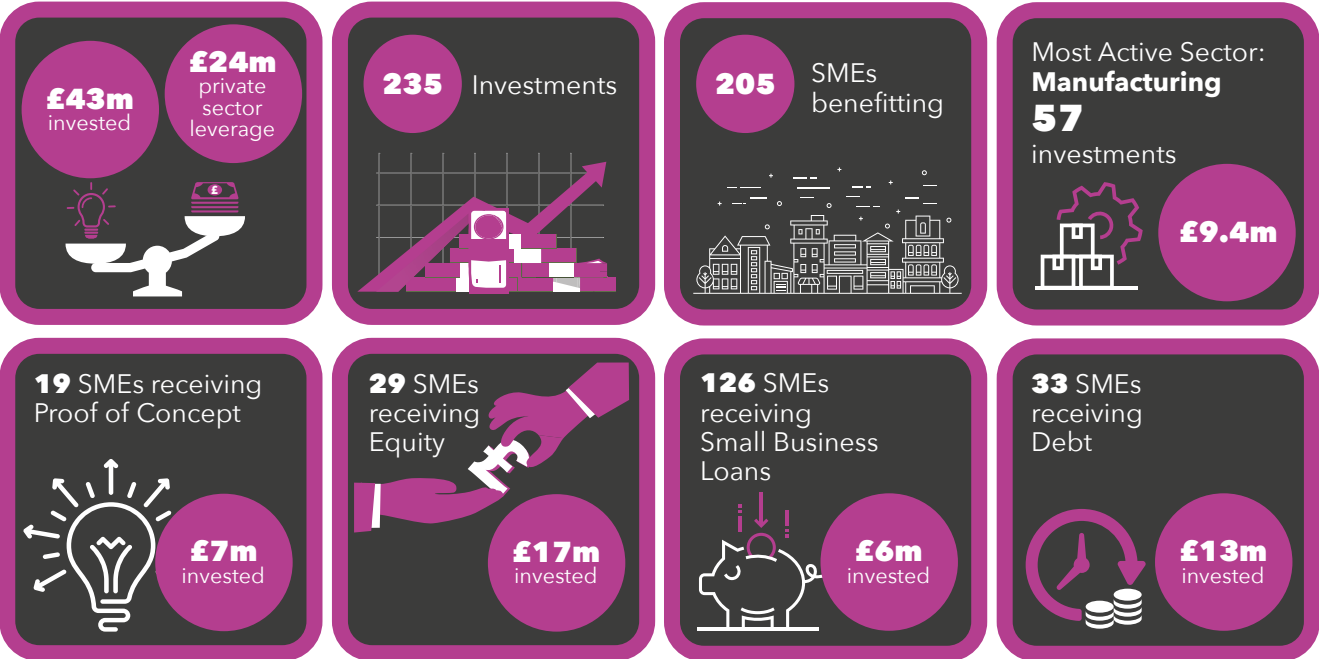 £43m
invested
£24m
private
sector
leverage
£
235 Investments
205 SMEs
benefitting
Most Active Sector:
Manufacturing
57
investments
£9.4m
19 SMEs receiving
Proof of Concept
£7m
invested
29 SMEs
receiving
Equity
£
£17m
invested
126 SMEs
receiving
Small Business
Loans
£6m
invested
33 SMEs
receiving
Debt
£13m
invested